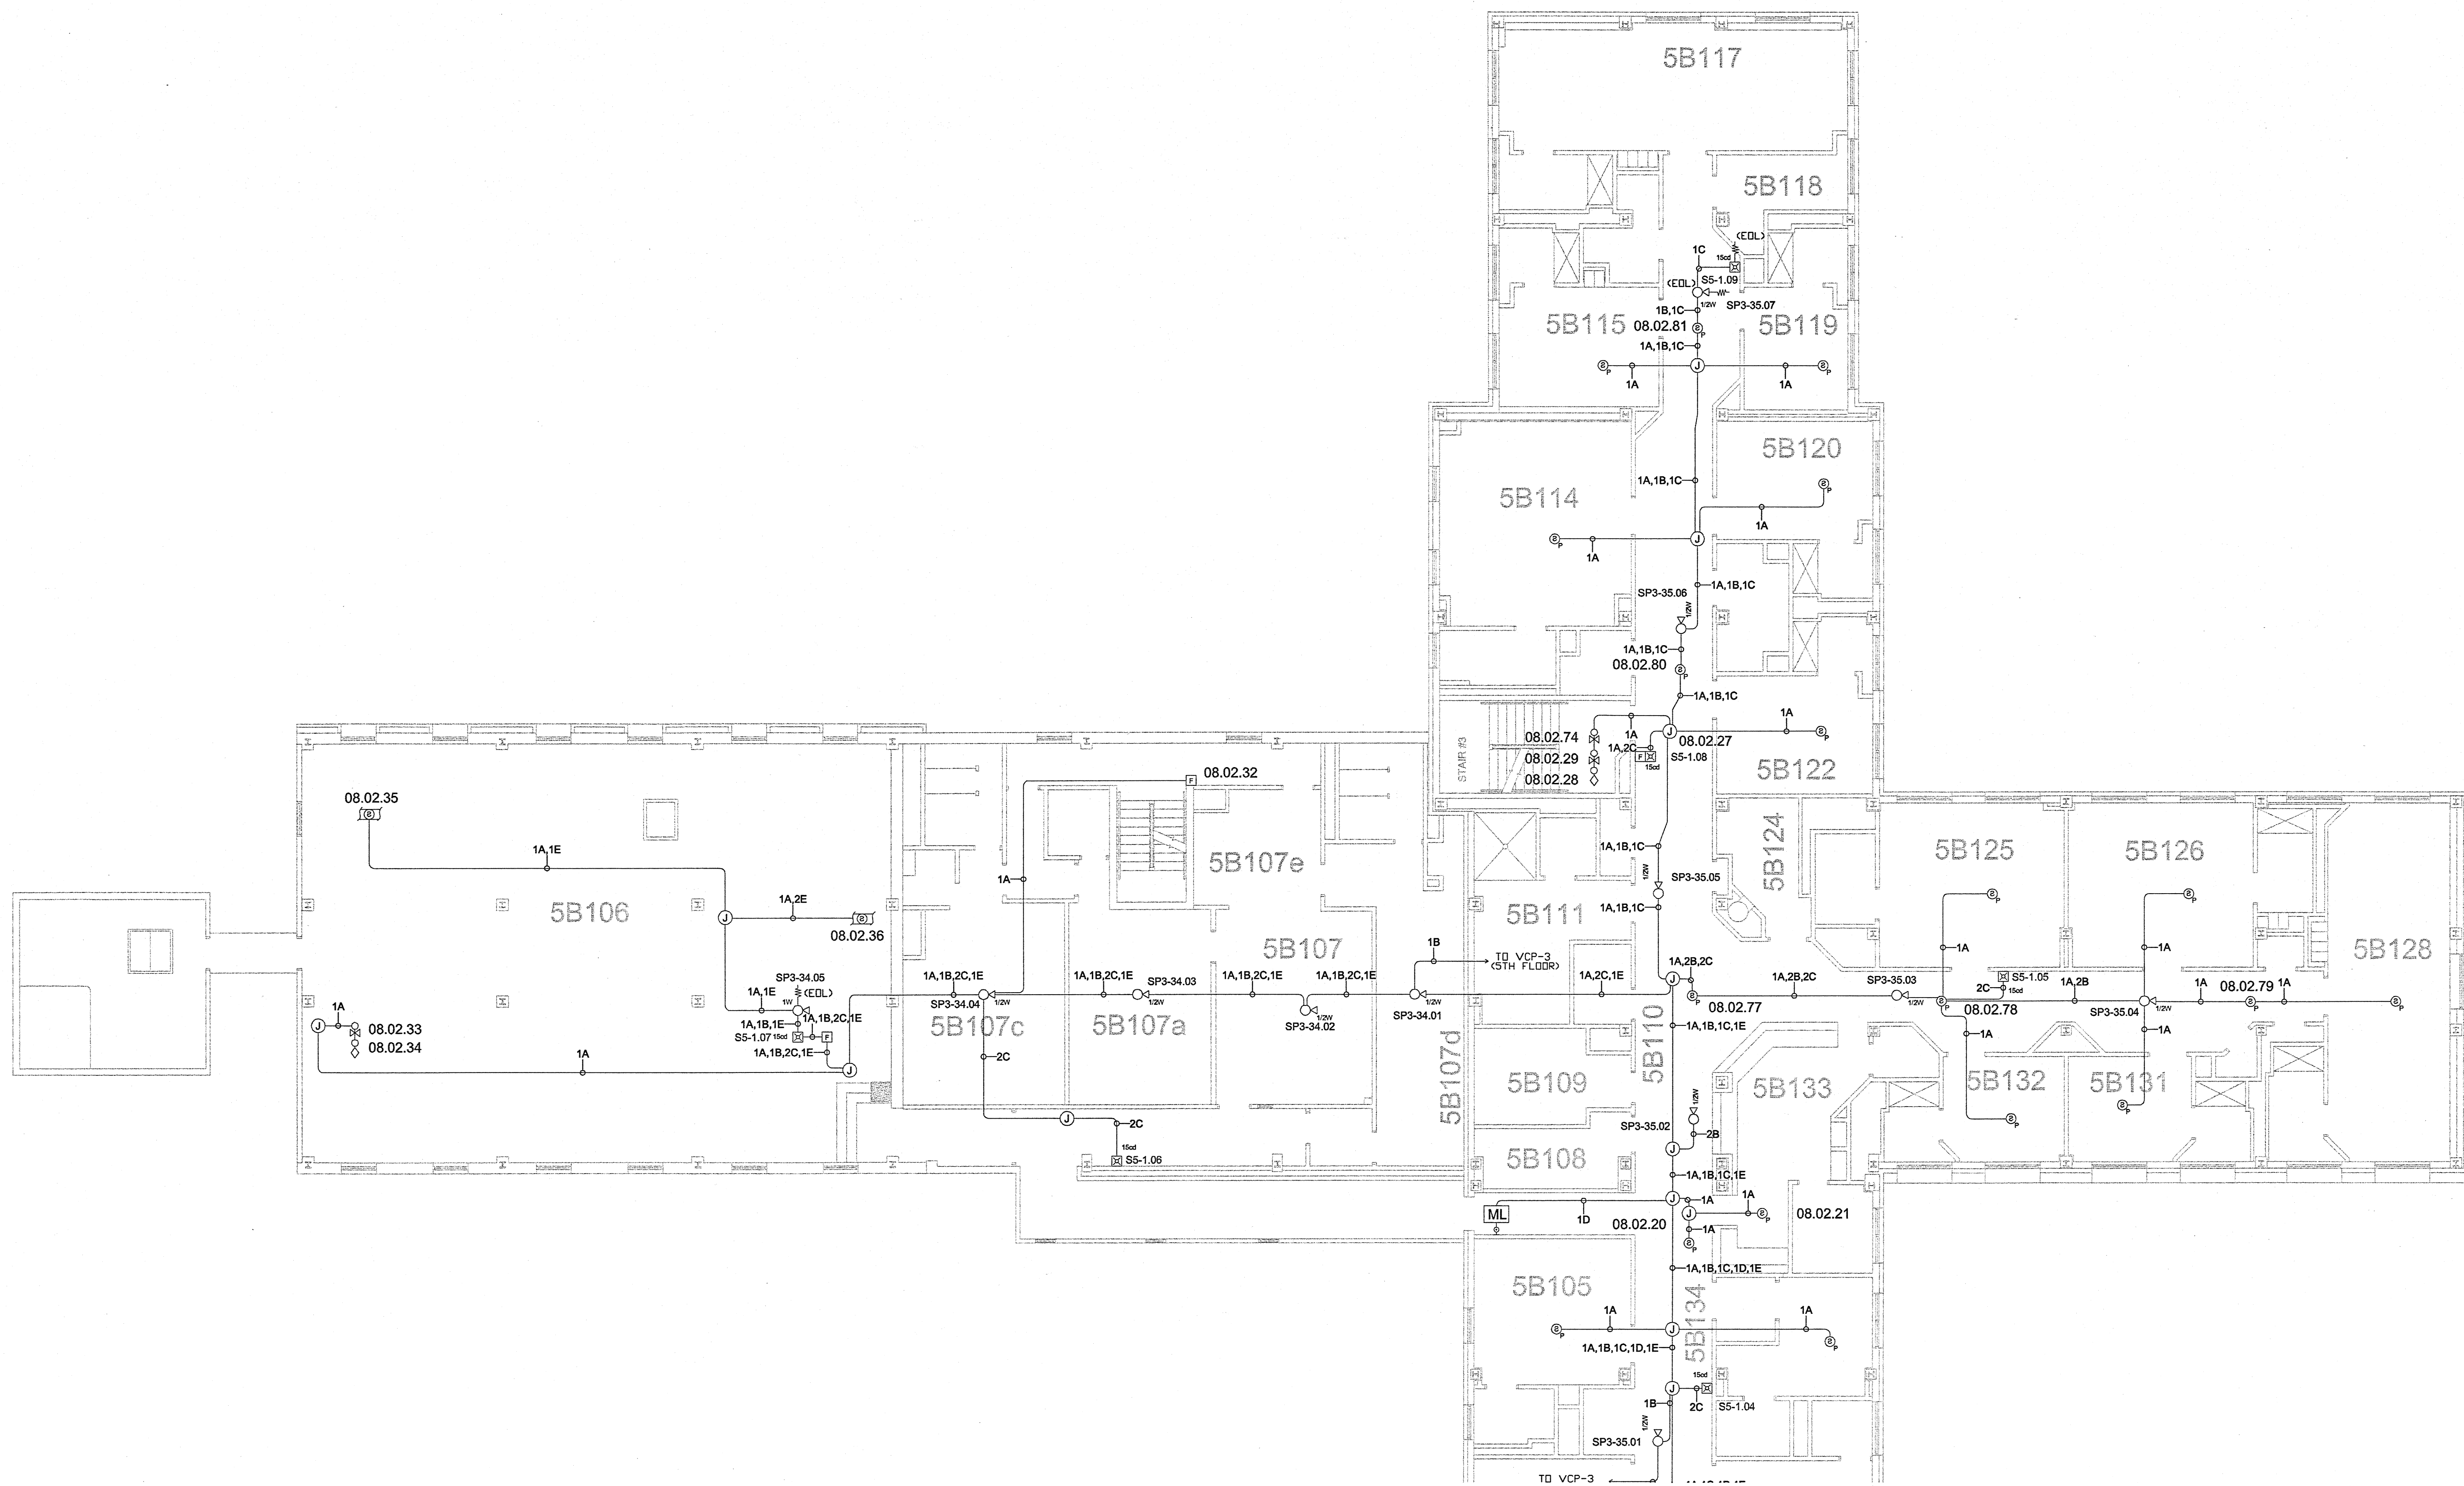 5B117
5B118
(EOL)
1C
15cd
S5-1.09
(EOL)
1/2W
SP3-35.07
1B,1C
5B115
08.02.81
5B119
1A,1B,1C
S
P
S
P
S
P
J
1A
1A
5B120
5B114
1A,1B,1C
S
P
1A
S
P
J
1A
1A,1B,1C
SP3-35.06
1/2W
1A,1B,1C
08.02.80
S
P
1A,1B,1C
1A
1A
08.02.74
J
08.02.27
S
P
1A,2C
08.02.29
F
S5-1.08
15cd
08.02.28
STAIR #3
5B122
08.02.32
F
08.02.35
S
5B124
5B125
5B126
1A,1E
1A,1B,1C
5B107e
1/2W
1A
SP3-35.05
1A,2E
S
P
S
P
5B106
J
S
5B111
1A,1B,1C
08.02.36
5B107
1B
TO VCP-3
(5TH FLOOR)
1A
1A
5B128
SP3-34.05
1A,1B,2C,1E
1A,1B,2C,1E
SP3-34.03
1A,1B,2C,1E
1A,1B,2C,1E
1A,2C,1E
1A,2B,2C
J
1A,2B,2C
SP3-35.03
S5-1.05
1A,2B
1A
08.02.79
1A
1A,1E
(EOL)
1W
2C
15cd
SP3-34.04
1/2W
1/2W
1/2W
1/2W
S
P
08.02.77
1/2W
S
P
08.02.78
SP3-35.04
1/2W
S
P
S
P
SP3-34.02
SP3-34.01
J
1A
08.02.33
1A,1B,1E
1A,1B,2C,1E
5B107c
5B107a
1A,1B,1C,1E
1A
1A
S5-1.07
15cd
F
08.02.34
1A,1B,2C,1E
1A
J
2C
5B107d
5B110
5B109
5B133
5B132
5B131
J
2C
1/2W
SP3-35.02
2B
S
P
S
P
15cd
S5-1.06
5B108
J
1A,1B,1C,1E
J
1A
1A
ML
1D
08.02.20
J
S
P
08.02.21
1A
S
P
1A,1B,1C,1D,1E
5B105
5B134
1A
1A
S
P
J
S
P
1A,1B,1C,1D,1E
15cd
J
1B
2C
S5-1.04
1/2W
SP3-35.01
TO VCP-3